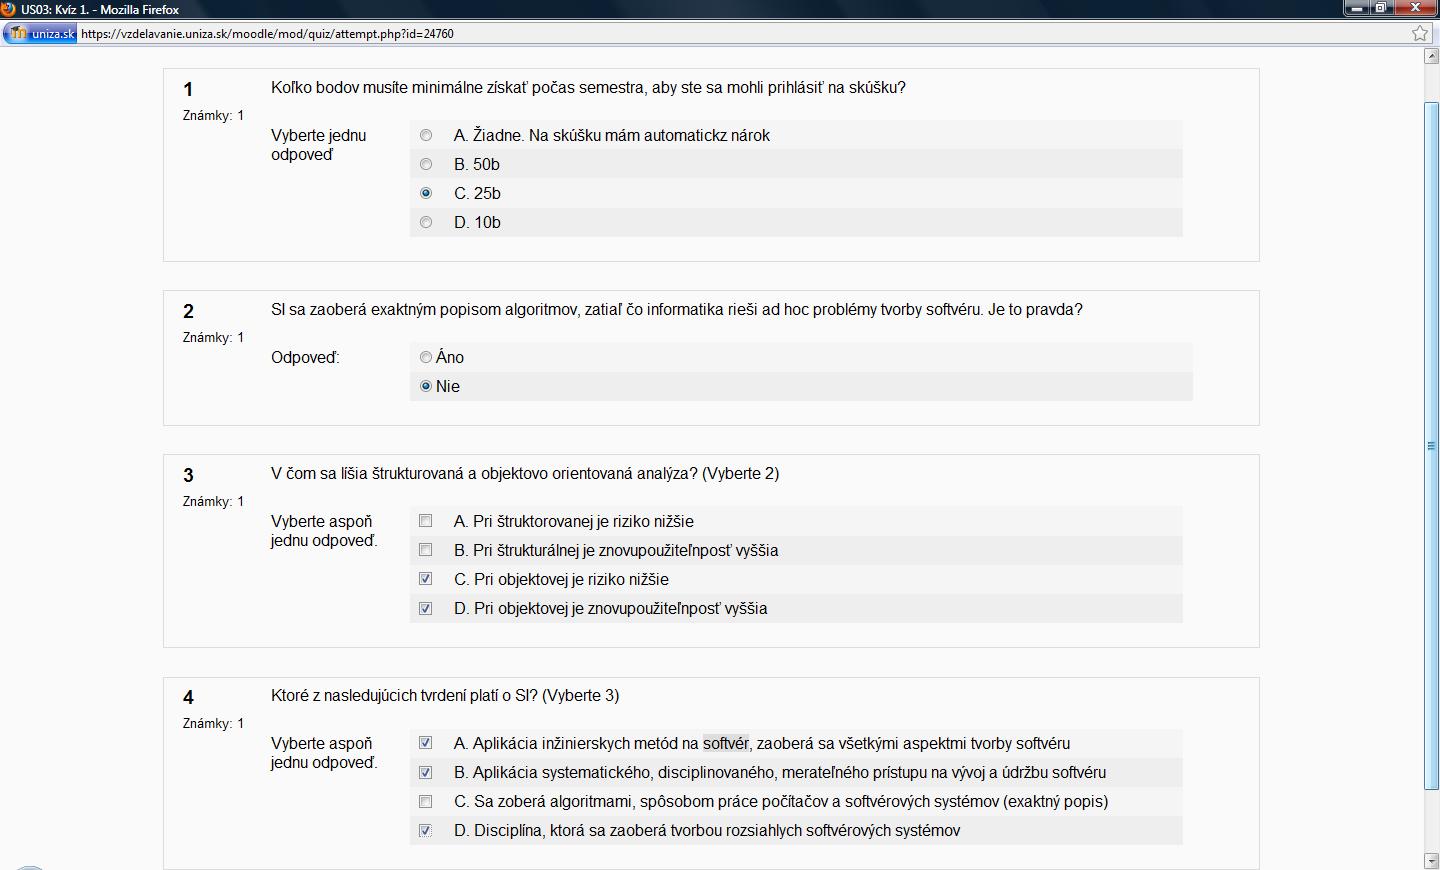 US03: Kvíz 1. - Mozilla Firefox
uniza.sk https://vzdelavanie.uniza.sk/moodle/mod/quiz/attempt.php?id=24760
1 Koľko bodov musíte minimálne získať počas semestra, aby ste sa mohli prihlásiť na skúšku?
Známky: 1
Vyberte jednu odpoveď
A. Žiadne. Na skúšku mám automatickz nárok
B. 50b
C. 25b
D. 10b
2 SI sa zaoberá exaktným popisom algoritmov, zatiaľ čo informatika rieši ad hoc problémy tvorby softvéru. Je to pravda?
Známky: 1
Odpoveď:
Áno
Nie
3 V čom sa líšia štrukturovaná a objektovo orientovaná analýza? (Vyberte 2)
Známky: 1
Vyberte aspoň
jednu odpoveď.
A. Pri štruktorovanej je riziko nižšie
B. Pri štrukturálnej je znovupoužiteľnposť vyššia
C. Pri objektovej je riziko nižšie
D. Pri objektovej je znovupoužiteľnposť vyššia
4 Ktoré z nasledujúcich tvrdení platí o SI? (Vyberte 3)
Známky: 1
Vyberte aspoň
jednu odpoveď.
A. Aplikácia inžinierskych metód na softvér, zaoberá sa všetkými aspektmi tvorby softvéru
B. Aplikácia systematického, disciplinovaného, merateľného prístupu na vývoj a údržbu softvéru
C. Sa zoberá algoritmami, spôsobom práce počítačov a softvérových systémov (exaktný popis)
D. Disciplína, ktorá sa zaoberá tvorbou rozsiahlych softvérových systémov